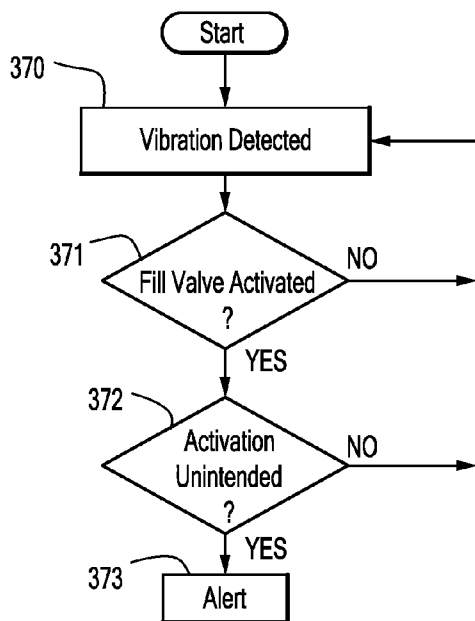 Start
370
Vibration Detected
371
Fill Valve Activated
?
NO
YES
372
Activation
Unintended
?
NO
YES
373
Alert